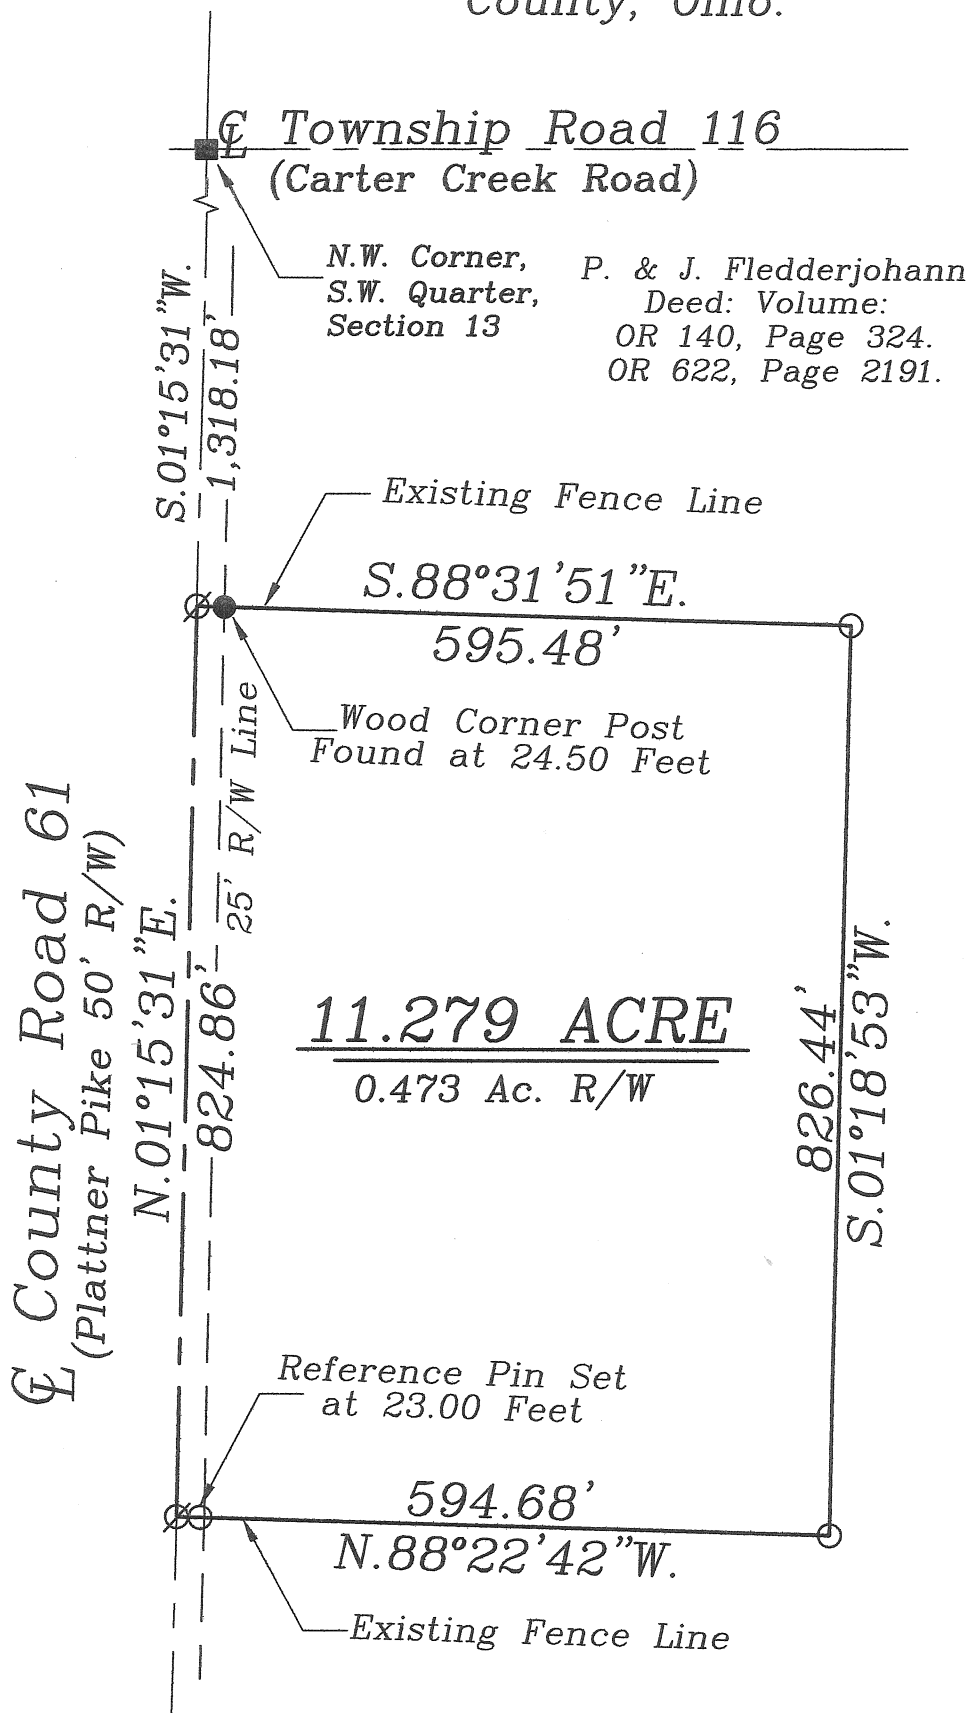 County, Ohio.
℄ Township Road 116
(Carter Creek Road)
N.W. Corner,
S.W. Quarter,
Section 13
P. & J. Fledderjohann
Deed: Volume:
OR 140, Page 324.
OR 622, Page 2191.
S.01°15'31"W.
1,318.18'
Existing Fence Line
S.88°31'51"E.
595.48'
Wood Corner Post
Found at 24.50 Feet
25' R/W Line
℄ County Road 61
(Plattner Pike 50' R/W)
N.01°15'31"E.
824.86'
11.279 ACRE
0.473 Ac. R/W
826.44'
S.01°18'53"W.
Reference Pin Set
at 23.00 Feet
594.68'
N.88°22'42"W.
Existing Fence Line